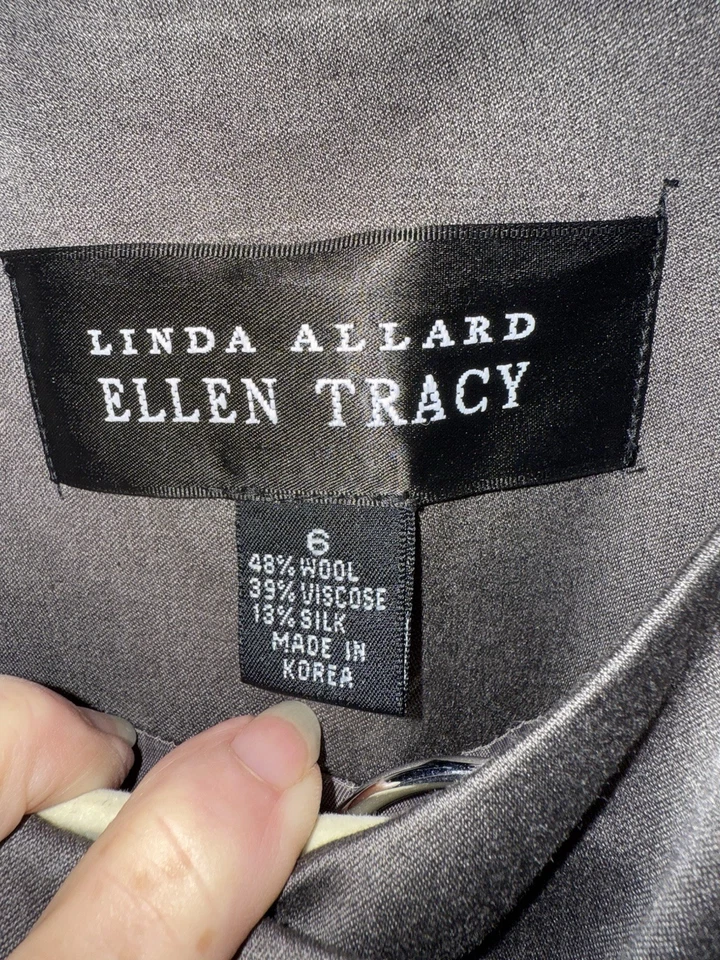 LINDA ALLARD
ELLEN TRACY
6
48% WOOL
39% VISCOSE
13% SILK
MADE IN
KOREA